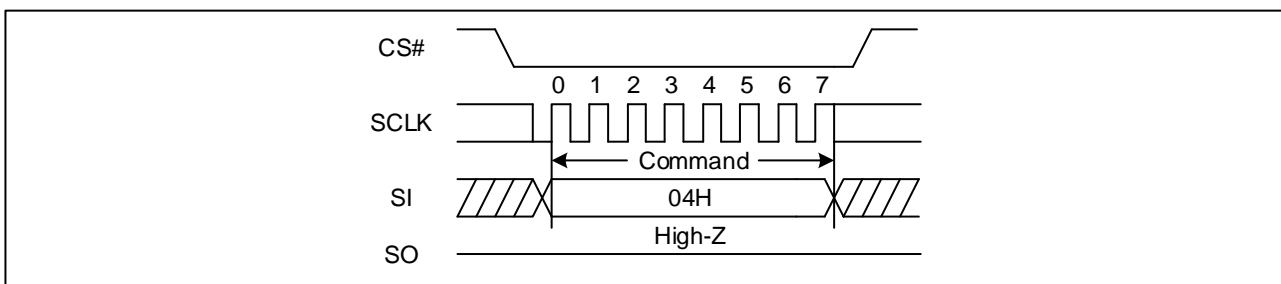 CS#
0 1 2 3 4 5 6 7
SCLK
Command
SI
04H
High-Z
SO